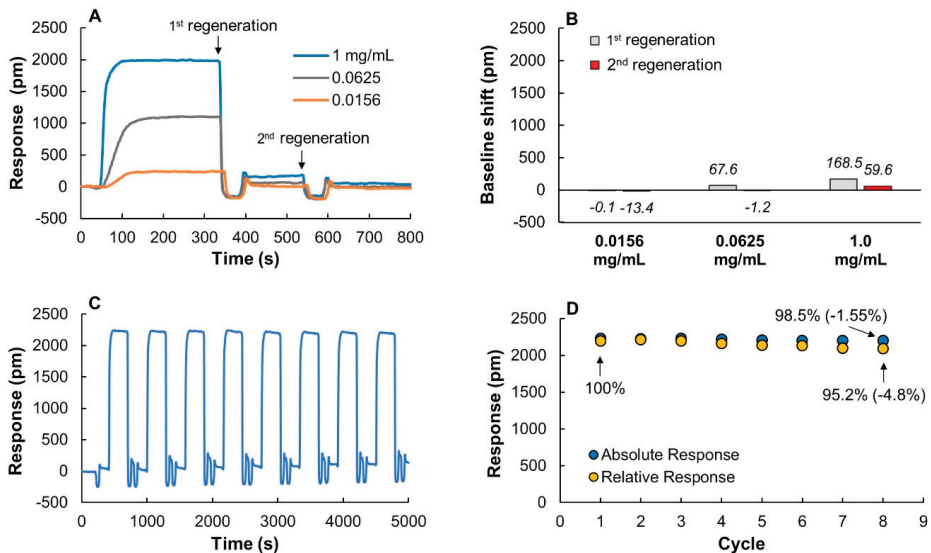 A
1st regeneration
2500
2000
1500
1000
500
0
-500
1 mg/mL
0.0625
0.0156
2nd regeneration
Response (pm)
0 100 200 300 400 500 600 700 800
Time (s)
B
1st regeneration
2nd regeneration
2500
2000
1500
1000
500
0
-500
Baseline shift (pm)
67.6
168.5
59.6
-0.1 -13.4
-1.2
0.0156 0.0625 1.0
mg/mL mg/mL mg/mL
C
2500
2000
1500
1000
500
0
-500
Response (pm)
0 1000 2000 3000 4000 5000
Time (s)
D
98.5% (-1.55%)
3000
2500
2000
1500
1000
500
0
Response (pm)
100%
95.2% (-4.8%)
Absolute Response
Relative Response
0 1 2 3 4 5 6 7 8 9
Cycle